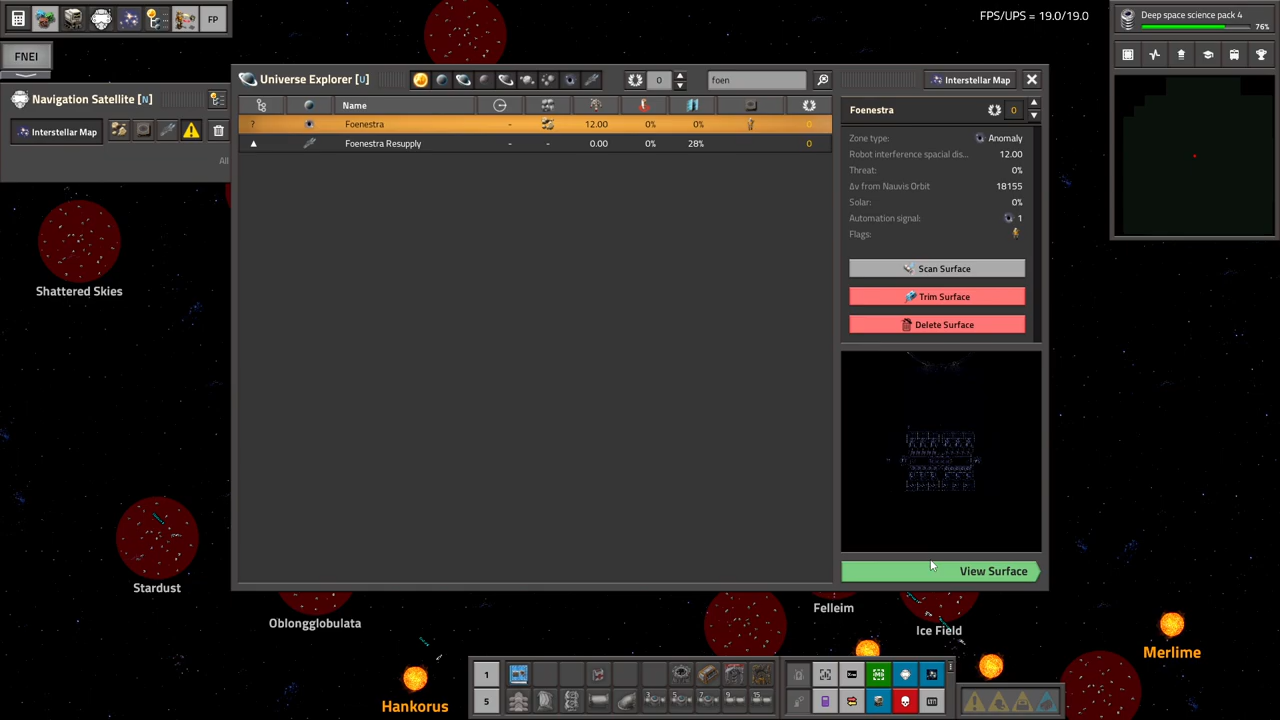 FP
FPS/UPS = 19.0/19.0
Deep space science pack 4
76%
FNEI
Universe Explorer [U]
0
foen
Interstellar Map
Navigation Satellite [N]
Name
Foenestra
0
Interstellar Map
Foenestra - 12.00 0% 0% 0
Foenestra Resupply - - 0.00 0% 28% 0
All
Zone type: Anomaly
Robot interference spacial dis... 12.00
Threat: 0%
Δv from Nauvis Orbit 18155
Solar: 0%
Automation signal: 1
Flags:
Scan Surface
Trim Surface
Delete Surface
View Surface
Shattered Skies
Stardust
Oblongglobulata
Felleim
Ice Field
Merlime
Hankorus
1
5